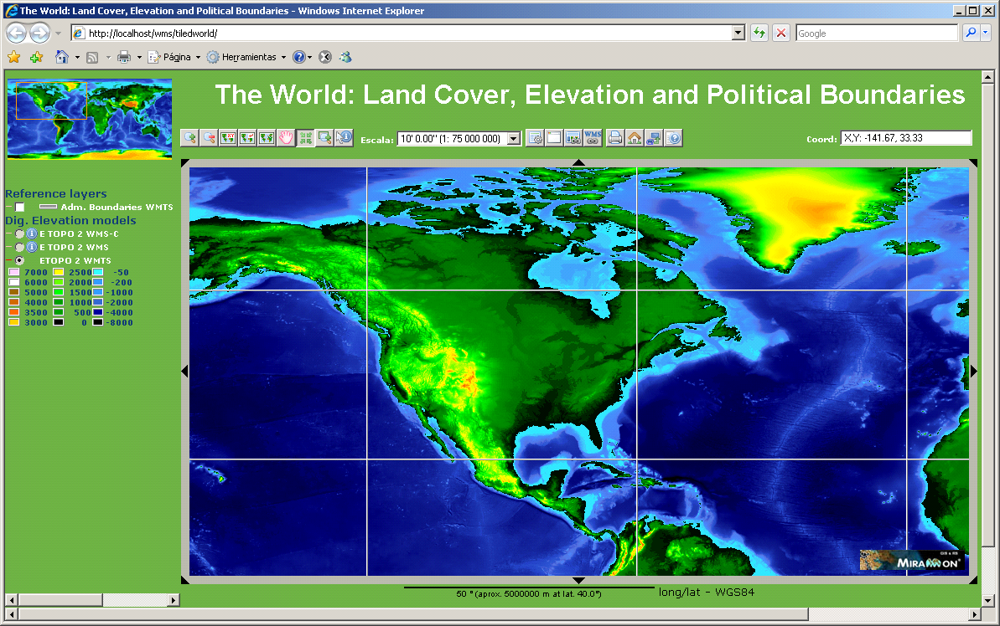 The World: Land Cover, Elevation and Political Boundaries - Windows Internet Explorer
http://localhost/wms/tiledworld/
Google
Página
Herramientas
The World: Land Cover, Elevation and Political Boundaries
WMS
Escala: 10' 0.00" (1: 75 000 000)
Coord: X,Y: -141.67, 33.33
Reference layers
Adm. Boundaries WMTS
Dig. Elevation models
E TOPO 2 WMS-C
E TOPO 2 WMS
ETOPO 2 WMTS
7000 2500 -50
6000 2000 -200
5000 1500 -1000
4000 1000 -2000
3500 500 -4000
3000 0 -8000
GIS & RS
MIRAMON®
50 ° (aprox. 5000000 m at lat. 40.0°)
long/lat - WGS84